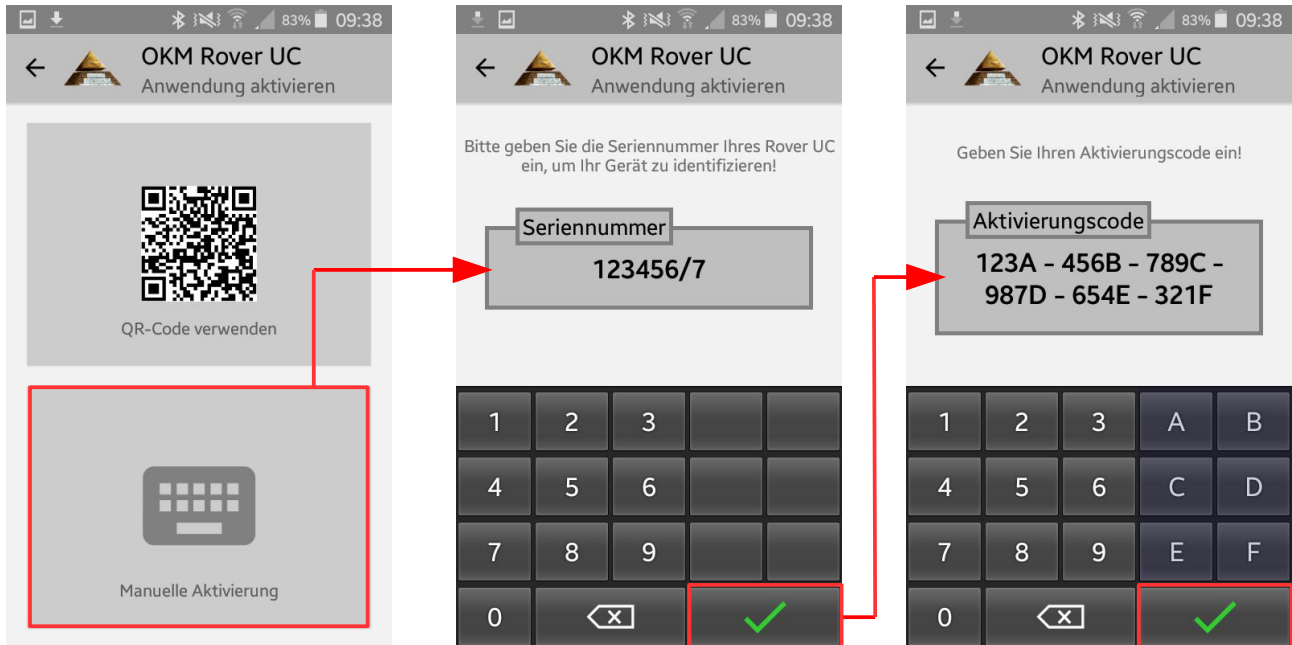 83% 09:38
OKM Rover UC
Anwendung aktivieren
QR-Code verwenden
Manuelle Aktivierung
83% 09:38
OKM Rover UC
Anwendung aktivieren
Bitte geben Sie die Seriennummer Ihres Rover UC
ein, um Ihr Gerät zu identifizieren!
Seriennummer
123456/7
1 2 3
4 5 6
7 8 9
0
83% 09:38
OKM Rover UC
Anwendung aktivieren
Geben Sie Ihren Aktivierungscode ein!
Aktivierungscode
123A – 456B – 789C –
987D – 654E – 321F
1 2 3 A B
4 5 6 C D
7 8 9 E F
0